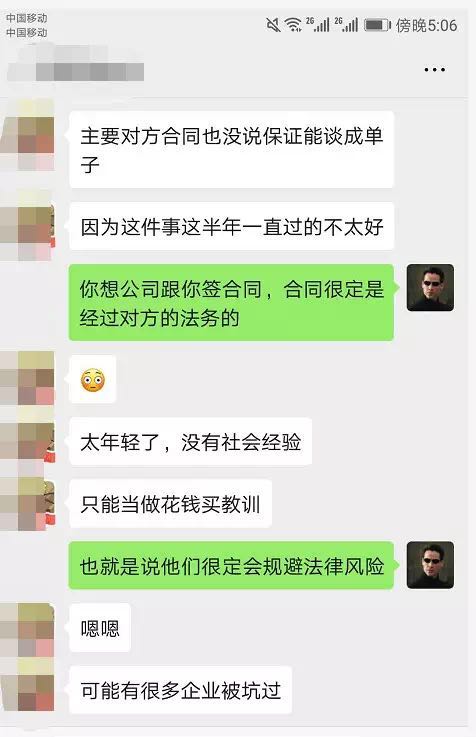 中国移动
中国移动
2G 2G 傍晚5:06
主要对方合同也没说保证能谈成单
子
因为这件事这半年一直过的不太好
你想公司跟你签合同，合同很定是
经过对方的法务的
太年轻了，没有社会经验
只能当做花钱买教训
也就是说他们很定会规避法律风险
嗯嗯
可能有很多企业被坑过